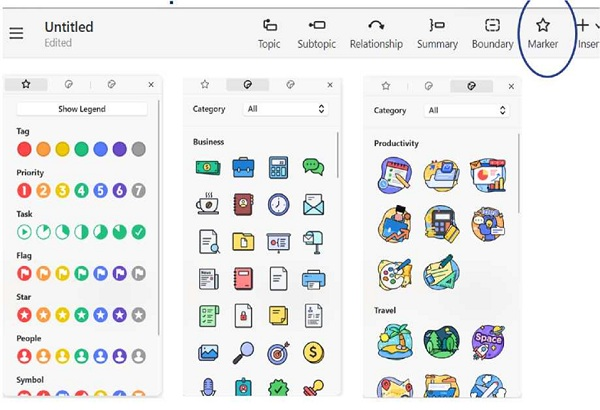 Untitled
Edited
Topic
Subtopic
Relationship
Summary
Boundary
Marker
Inser
Show Legend
Tag
Priority
1 2 3 4 5 6 7
Task
Flag
Star
People
Symbol
Category All
Business
$
Category All
Productivity
Travel
Space